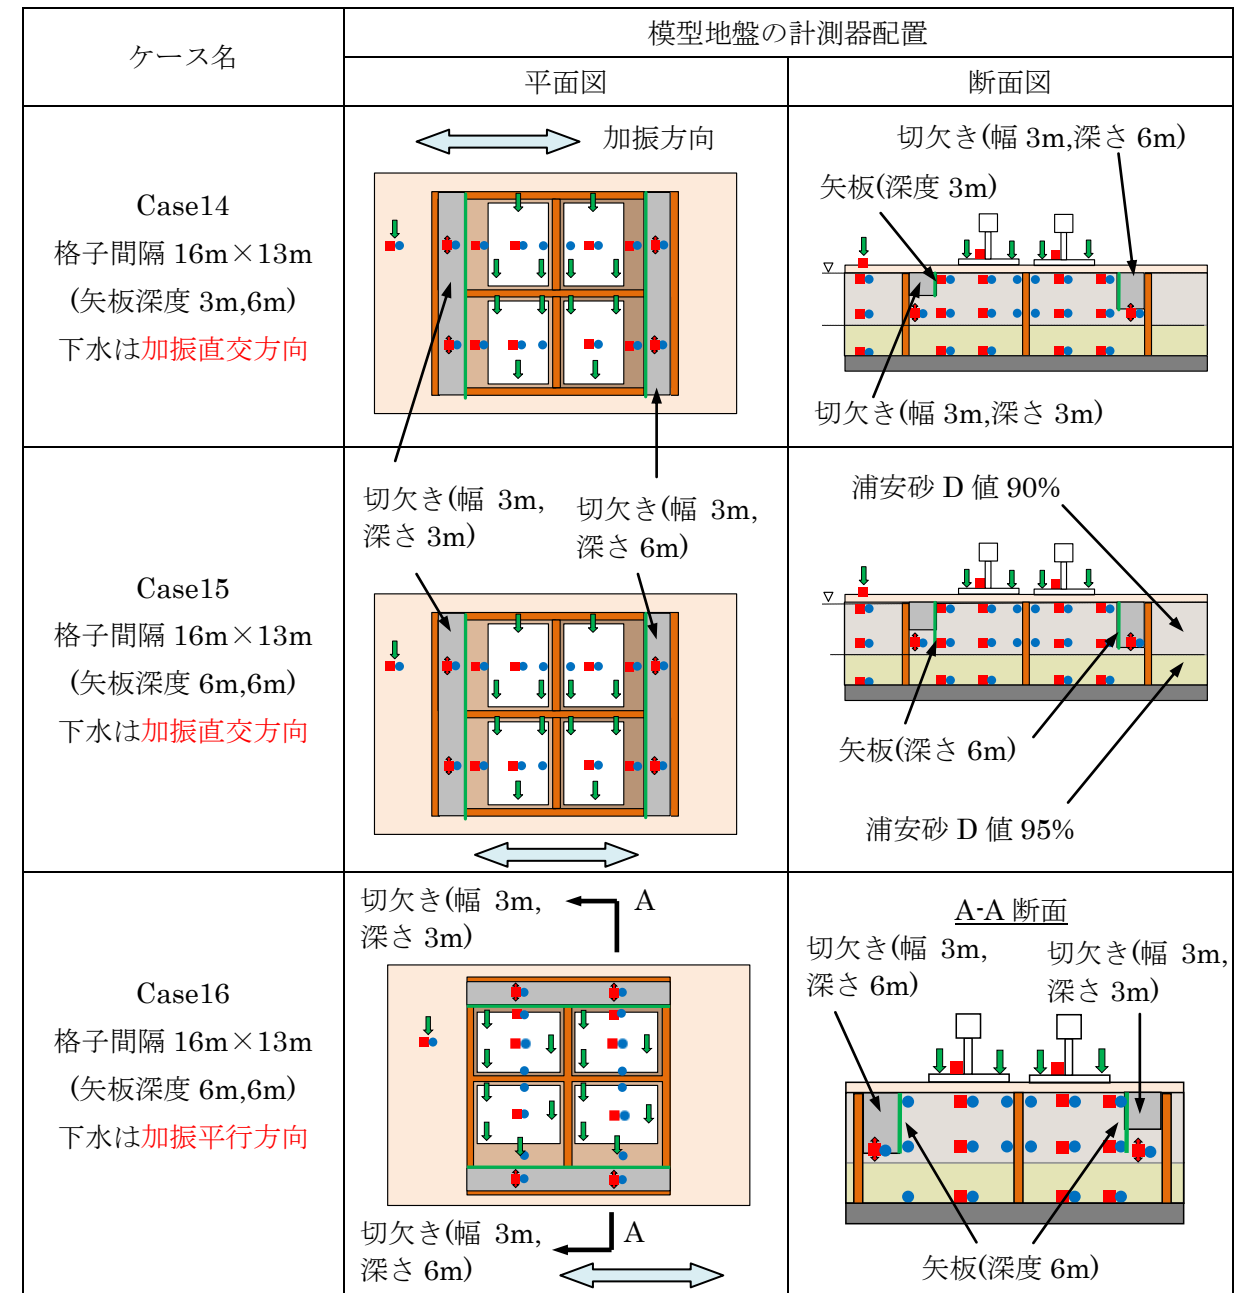 ケース名
模型地盤の計測器配置
平面図
断面図
Case14
格子間隔 16m×13m
(矢板深度 3m,6m)
下水は加振直交方向
加振方向
切欠き(幅 3m,深さ 6m)
矢板(深度 3m)
▽
切欠き(幅 3m,深さ 3m)
Case15
格子間隔 16m×13m
(矢板深度 6m,6m)
下水は加振直交方向
切欠き(幅 3m,
深さ 3m)
切欠き(幅 3m,
深さ 6m)
浦安砂 D 値 90%
▽
矢板(深さ 6m)
浦安砂 D 値 95%
Case16
格子間隔 16m×13m
(矢板深度 6m,6m)
下水は加振平行方向
切欠き(幅 3m,
深さ 3m)
A
切欠き(幅 3m,
深さ 6m)
A
A-A 断面
切欠き(幅 3m,
深さ 6m)
切欠き(幅 3m,
深さ 3m)
矢板(深度 6m)